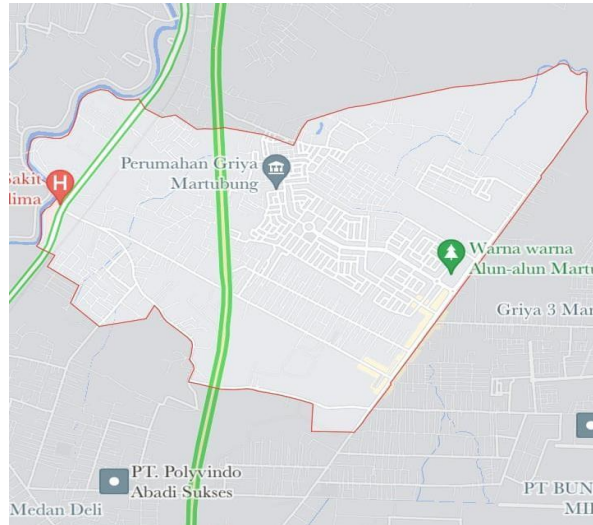 Perumahan Griya
Martubung
H
akit
lima
Warna warna
Alun-alun Martu
Griya 3 Mar
PT. Polyvindo
Abadi Sukses
PT BUN
MI
Medan Deli